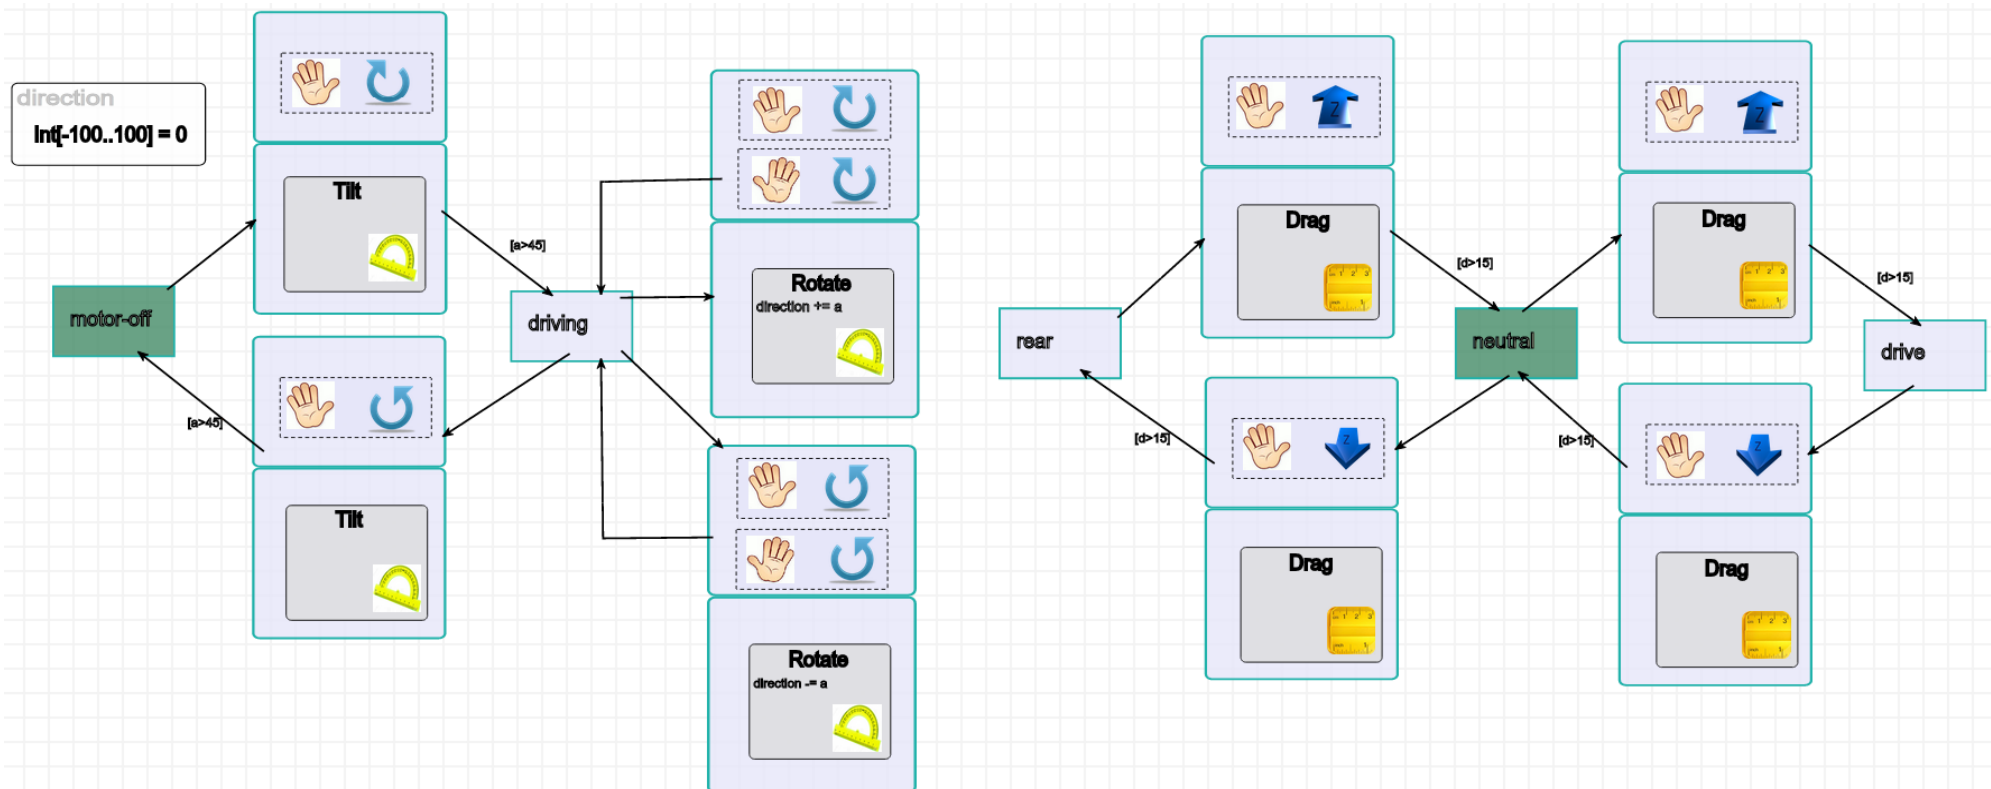 direction
int[-100..100] = 0
motor-off
Tilt
[a>45]
driving
[a>45]
Tilt
Rotate
direction += a
Rotate
direction -= a
rear
Z
Drag
[d>15]
neutral
[d>15]
Z
Drag
Z
Drag
[d>15]
drive
[d>15]
Z
Drag